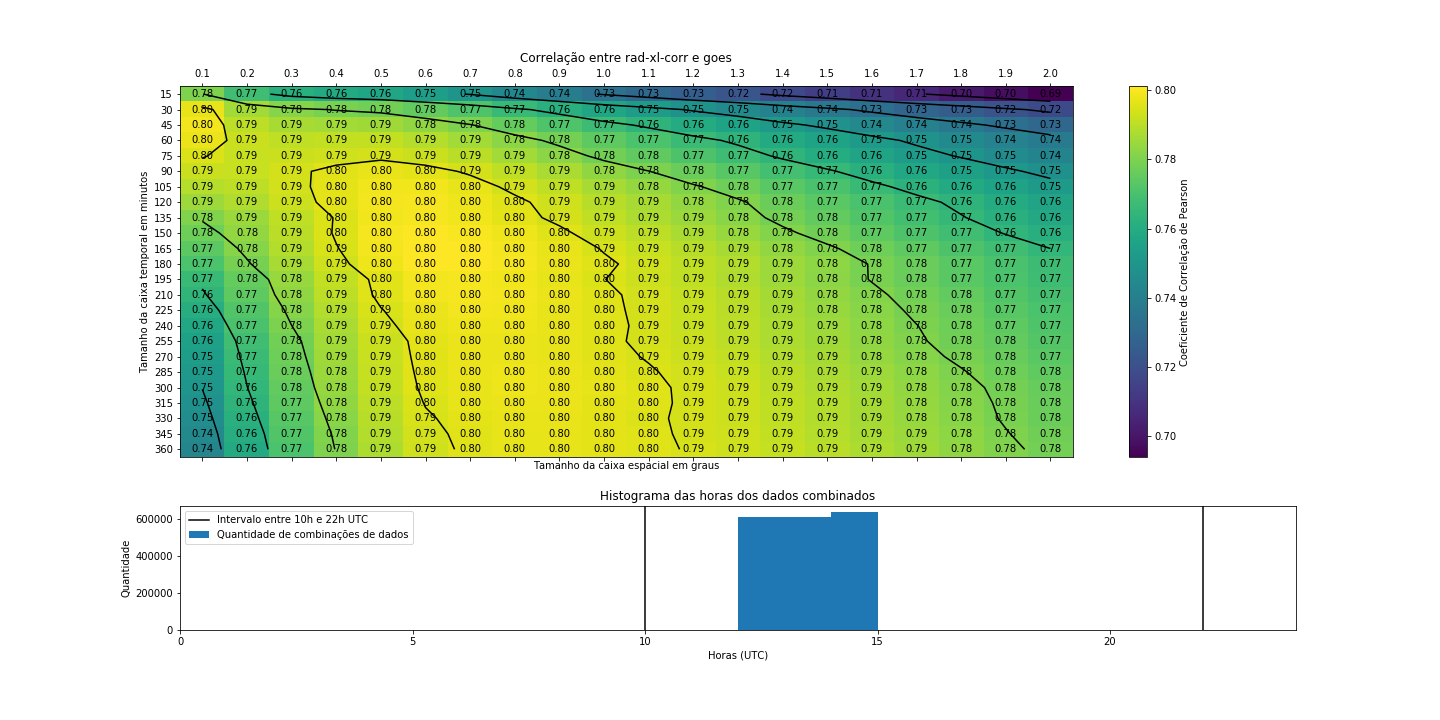 Correlação entre rad-xl-corr e goes
0.1 0.2 0.3 0.4 0.5 0.6 0.7 0.8 0.9 1.0 1.1 1.2 1.3 1.4 1.5 1.6 1.7 1.8 1.9 2.0
15 0.78 0.77 0.76 0.76 0.76 0.75 0.75 0.74 0.74 0.73 0.73 0.73 0.72 0.72 0.71 0.71 0.71 0.70 0.70 0.69
30 0.80 0.79 0.78 0.78 0.78 0.78 0.77 0.77 0.76 0.76 0.75 0.75 0.75 0.74 0.74 0.73 0.73 0.73 0.72 0.72
45 0.80 0.79 0.79 0.79 0.79 0.78 0.78 0.78 0.77 0.77 0.76 0.76 0.76 0.75 0.75 0.74 0.74 0.74 0.73 0.73
60 0.80 0.79 0.79 0.79 0.79 0.79 0.79 0.78 0.78 0.77 0.77 0.77 0.76 0.76 0.76 0.75 0.75 0.75 0.74 0.74
75 0.80 0.79 0.79 0.79 0.79 0.79 0.79 0.79 0.78 0.78 0.78 0.77 0.77 0.76 0.76 0.76 0.75 0.75 0.75 0.74
90 0.79 0.79 0.79 0.80 0.80 0.80 0.79 0.79 0.79 0.78 0.78 0.78 0.77 0.77 0.77 0.76 0.76 0.75 0.75 0.75
105 0.79 0.79 0.79 0.80 0.80 0.80 0.80 0.79 0.79 0.79 0.78 0.78 0.78 0.77 0.77 0.77 0.76 0.76 0.76 0.75
120 0.79 0.79 0.79 0.80 0.80 0.80 0.80 0.80 0.79 0.79 0.79 0.78 0.78 0.78 0.77 0.77 0.77 0.76 0.76 0.76
135 0.78 0.79 0.79 0.80 0.80 0.80 0.80 0.80 0.79 0.79 0.79 0.79 0.78 0.78 0.78 0.77 0.77 0.77 0.76 0.76
150 0.78 0.78 0.79 0.80 0.80 0.80 0.80 0.80 0.80 0.79 0.79 0.79 0.78 0.78 0.78 0.77 0.77 0.77 0.76 0.76
165 0.77 0.78 0.79 0.79 0.80 0.80 0.80 0.80 0.80 0.79 0.79 0.79 0.79 0.78 0.78 0.78 0.77 0.77 0.77 0.77
180 0.77 0.78 0.79 0.79 0.80 0.80 0.80 0.80 0.80 0.80 0.79 0.79 0.79 0.79 0.78 0.78 0.78 0.77 0.77 0.77
195 0.77 0.78 0.78 0.79 0.80 0.80 0.80 0.80 0.80 0.80 0.79 0.79 0.79 0.79 0.78 0.78 0.78 0.77 0.77 0.77
210 0.76 0.77 0.78 0.79 0.80 0.80 0.80 0.80 0.80 0.80 0.79 0.79 0.79 0.79 0.79 0.78 0.78 0.78 0.77 0.77
225 0.76 0.77 0.78 0.79 0.79 0.80 0.80 0.80 0.80 0.80 0.79 0.79 0.79 0.79 0.79 0.78 0.78 0.78 0.77 0.77
240 0.76 0.77 0.78 0.79 0.79 0.80 0.80 0.80 0.80 0.80 0.79 0.79 0.79 0.79 0.79 0.78 0.78 0.78 0.78 0.77
255 0.76 0.77 0.78 0.79 0.79 0.80 0.80 0.80 0.80 0.80 0.79 0.79 0.79 0.79 0.79 0.79 0.78 0.78 0.78 0.77
270 0.75 0.77 0.78 0.79 0.79 0.80 0.80 0.80 0.80 0.80 0.79 0.79 0.79 0.79 0.79 0.79 0.78 0.78 0.78 0.77
285 0.75 0.77 0.78 0.78 0.79 0.80 0.80 0.80 0.80 0.80 0.80 0.79 0.79 0.79 0.79 0.79 0.78 0.78 0.78 0.78
300 0.75 0.76 0.78 0.78 0.79 0.80 0.80 0.80 0.80 0.80 0.80 0.79 0.79 0.79 0.79 0.79 0.78 0.78 0.78 0.78
315 0.75 0.76 0.77 0.78 0.79 0.80 0.80 0.80 0.80 0.80 0.80 0.79 0.79 0.79 0.79 0.79 0.78 0.78 0.78 0.78
330 0.75 0.76 0.77 0.78 0.79 0.79 0.80 0.80 0.80 0.80 0.80 0.79 0.79 0.79 0.79 0.79 0.78 0.78 0.78 0.78
345 0.74 0.76 0.77 0.78 0.79 0.79 0.80 0.80 0.80 0.80 0.80 0.79 0.79 0.79 0.79 0.79 0.79 0.78 0.78 0.78
360 0.74 0.76 0.77 0.78 0.79 0.79 0.80 0.80 0.80 0.80 0.80 0.79 0.79 0.79 0.79 0.79 0.79 0.78 0.78 0.78
Tamanho da caixa temporal em minutos
Tamanho da caixa espacial em graus
0.80
0.78
0.76
0.74
0.72
0.70
Coeficiente de Correlação de Pearson
Histograma das horas dos dados combinados
Intervalo entre 10h e 22h UTC
Quantidade de combinações de dados
600000
400000
200000
0
Quantidade
0 5 10 15 20
Horas (UTC)